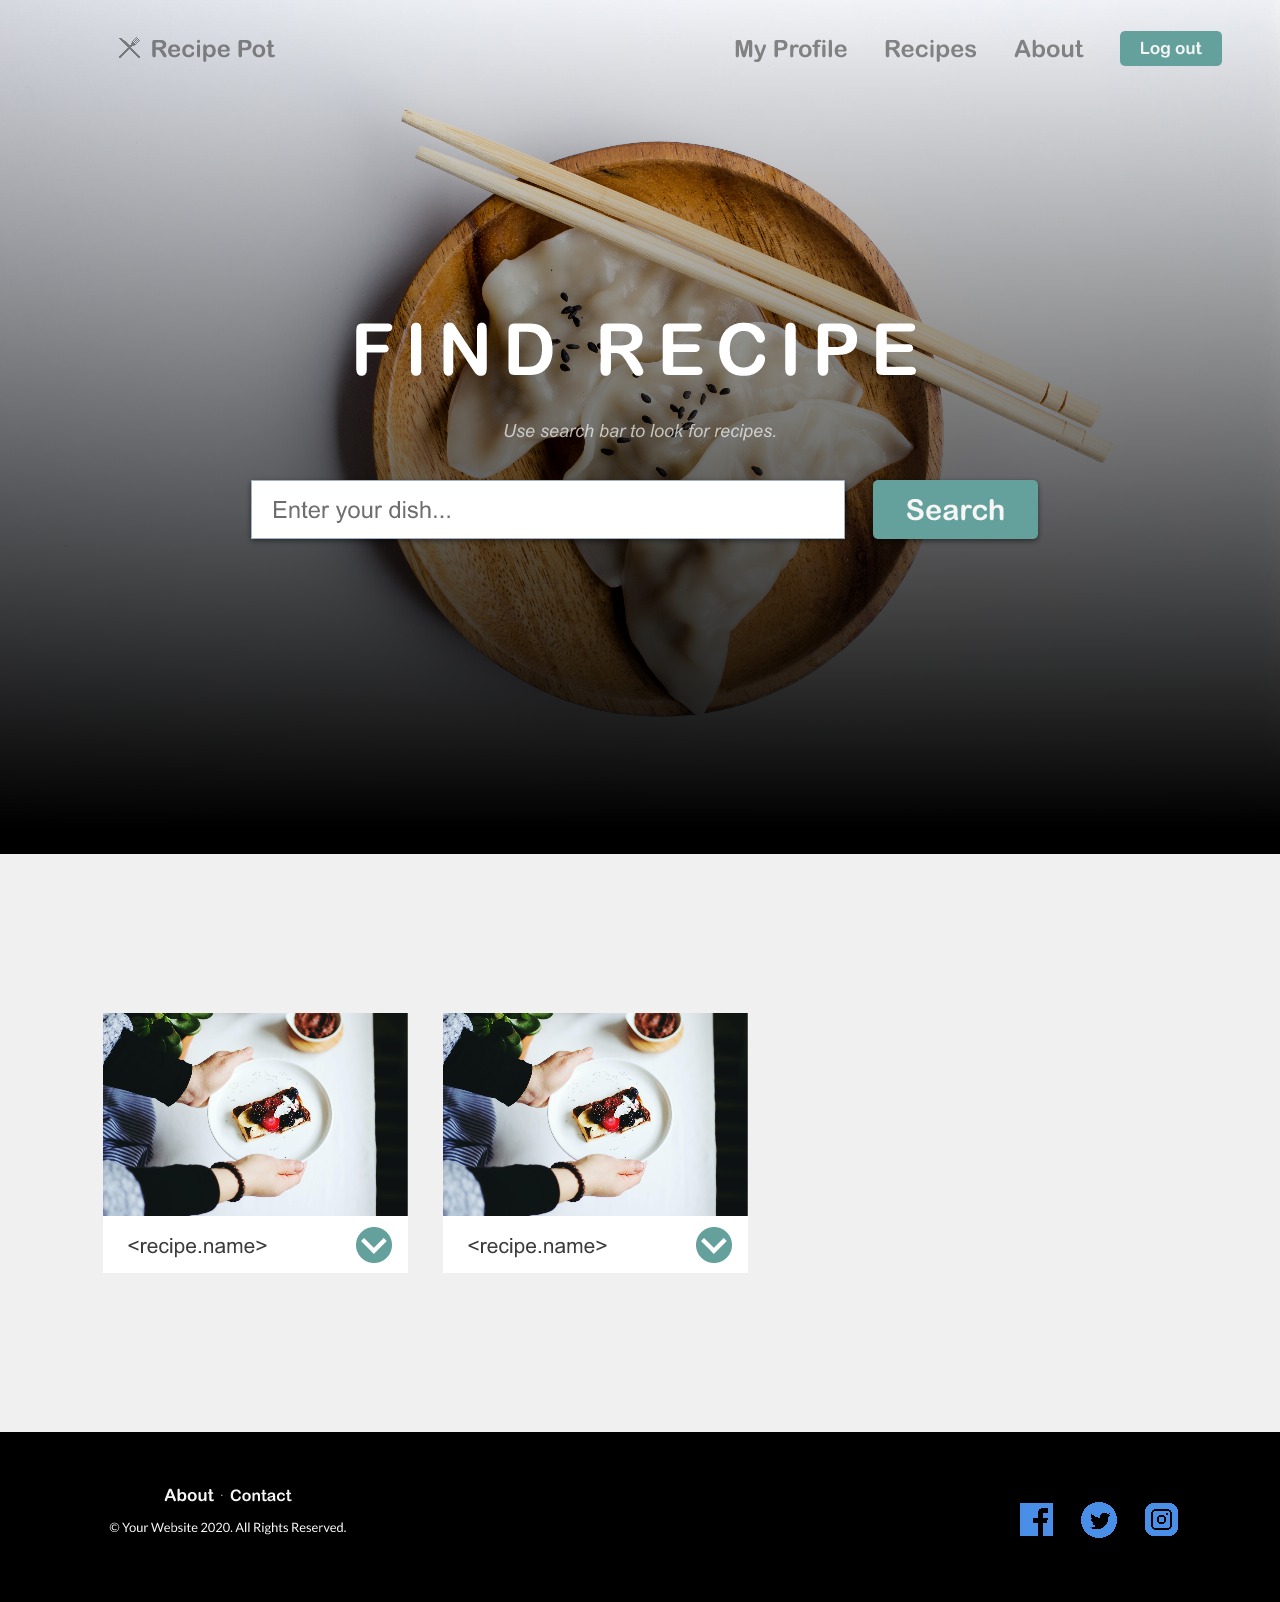 Recipe Pot My Profile Recipes About Log out
FIND RECIPE
Use search bar to look for recipes.
Enter your dish... Search
<recipe.name> <recipe.name>
About · Contact
© Your Website 2020. All Rights Reserved.